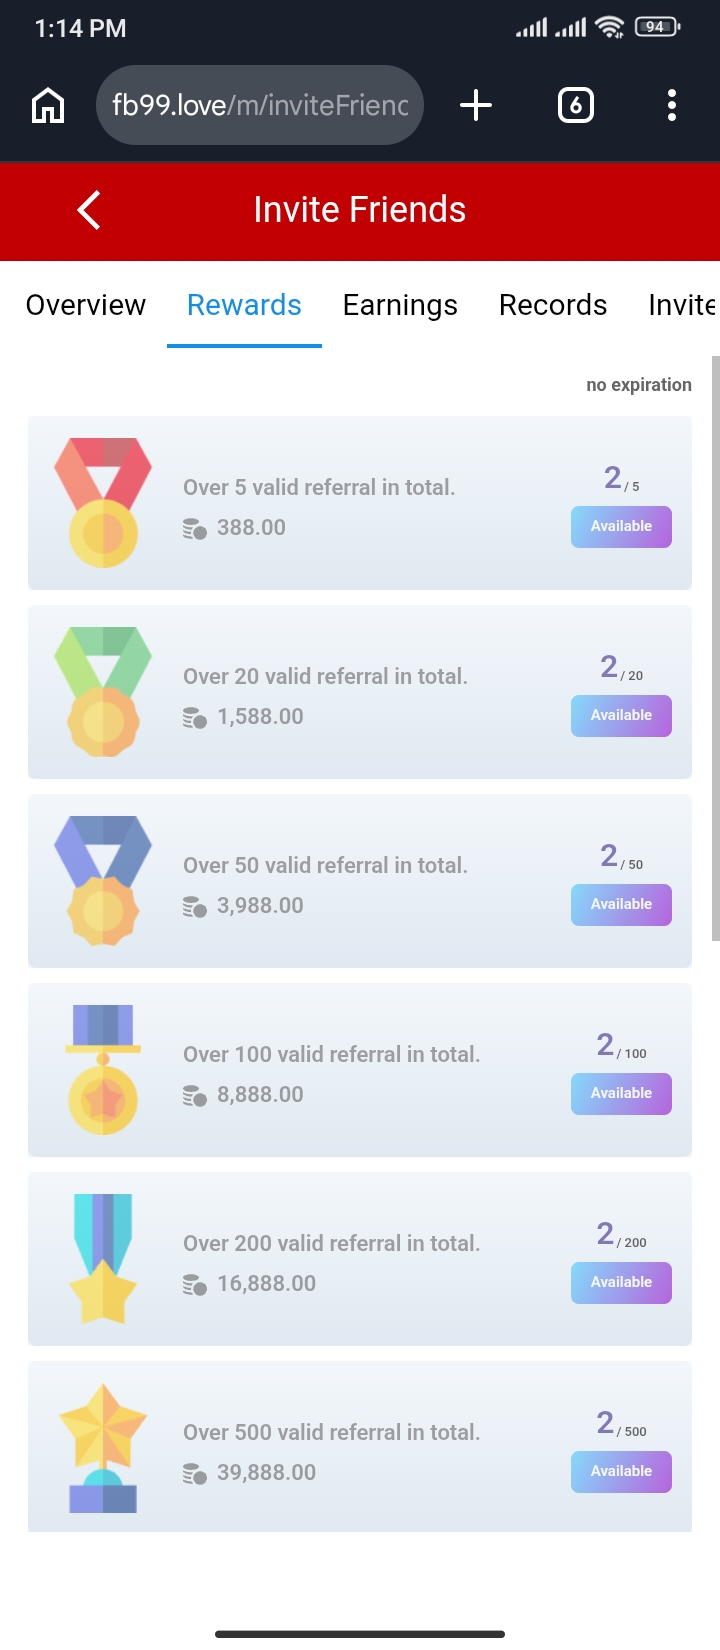 1:14 PM
94
fb99.love/m/inviteFrienc
6
Invite Friends
Overview Rewards Earnings Records Invite
no expiration
Over 5 valid referral in total.
388.00
2/ 5
Available
Over 20 valid referral in total.
1,588.00
2/ 20
Available
Over 50 valid referral in total.
3,988.00
2/ 50
Available
Over 100 valid referral in total.
8,888.00
2/ 100
Available
Over 200 valid referral in total.
16,888.00
2/ 200
Available
Over 500 valid referral in total.
39,888.00
2/ 500
Available